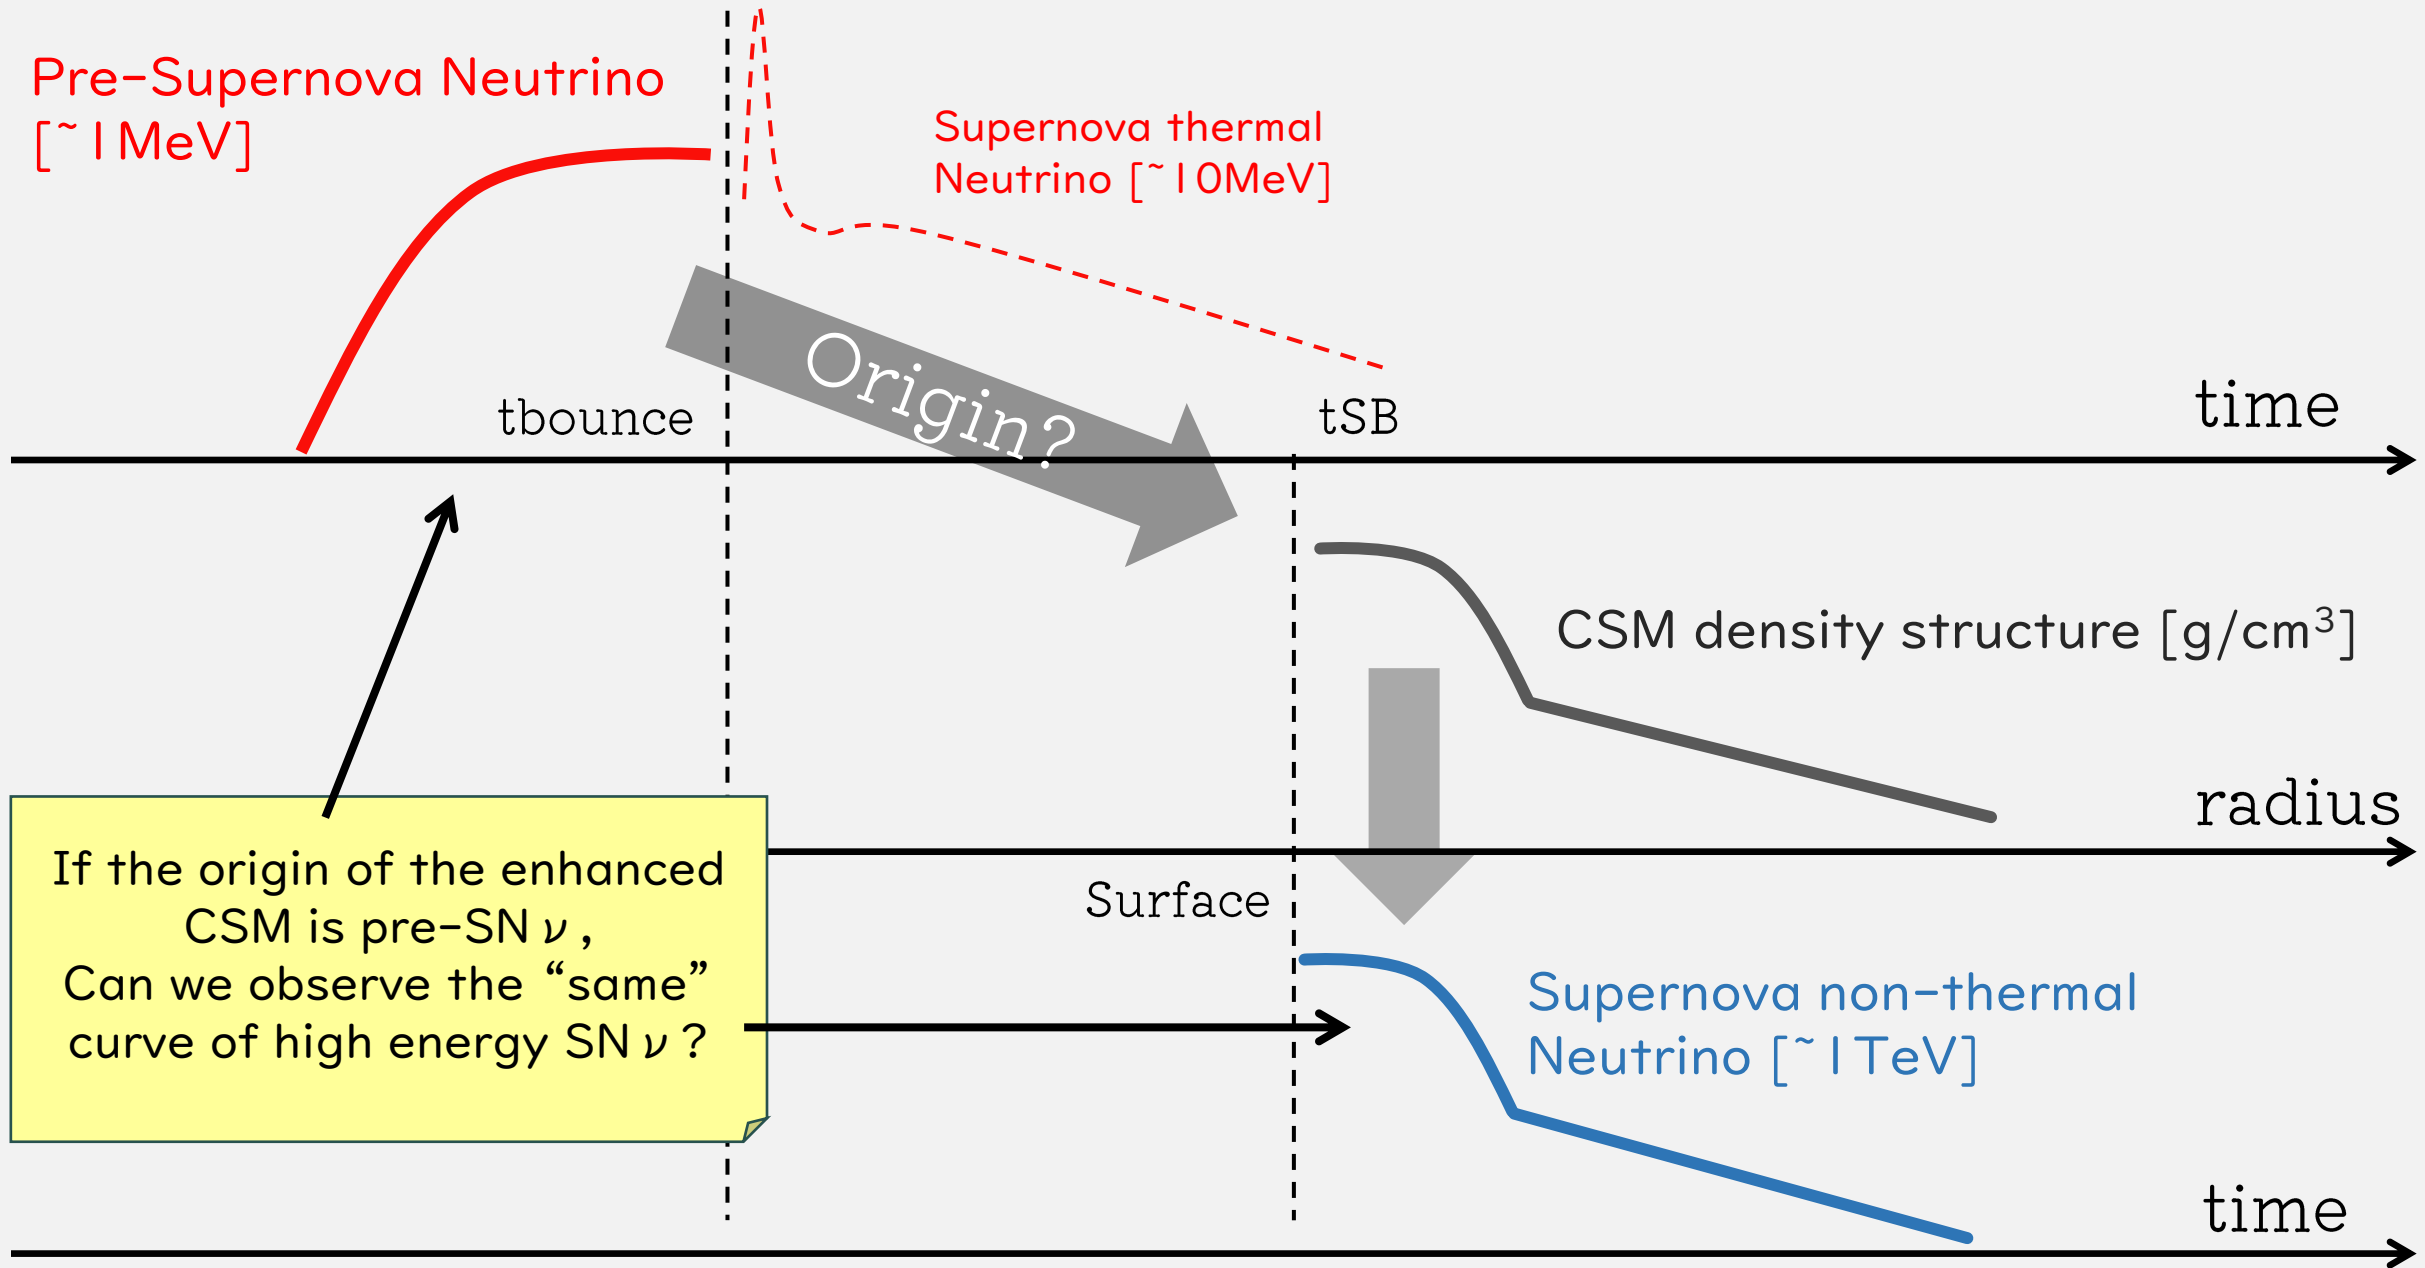 Pre-Supernova Neutrino
[~1MeV]
Supernova thermal
Neutrino [~10MeV]
Origin?
tbounce
tSB
time
CSM density structure [g/cm³]
radius
If the origin of the enhanced
CSM is pre-SN ν,
Can we observe the “same”
curve of high energy SN ν?
Surface
Supernova non-thermal
Neutrino [~1TeV]
time